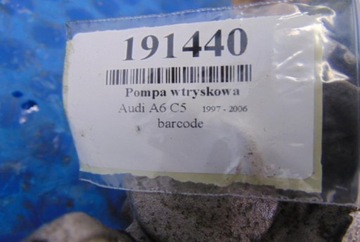 191440
Pompa wtryskowa
Audi A6 C5 1997 - 2006
barcode